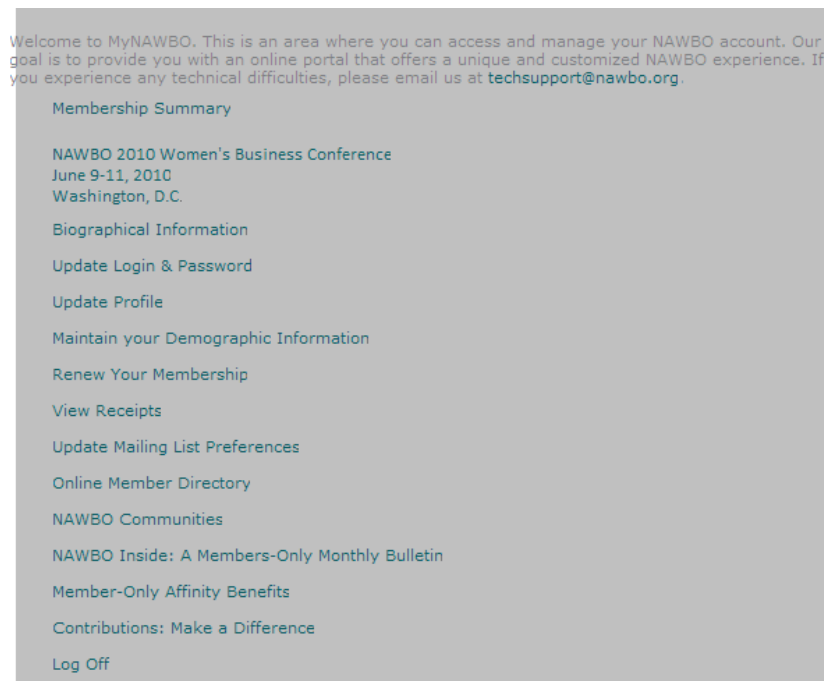 Welcome to MyNAWBO. This is an area where you can access and manage your NAWBO account. Our
goal is to provide you with an online portal that offers a unique and customized NAWBO experience. If
you experience any technical difficulties, please email us at techsupport@nawbo.org.
Membership Summary
NAWBO 2010 Women's Business Conference
June 9-11, 2010
Washington, D.C.
Biographical Information
Update Login & Password
Update Profile
Maintain your Demographic Information
Renew Your Membership
View Receipts
Update Mailing List Preferences
Online Member Directory
NAWBO Communities
NAWBO Inside: A Members-Only Monthly Bulletin
Member-Only Affinity Benefits
Contributions: Make a Difference
Log Off